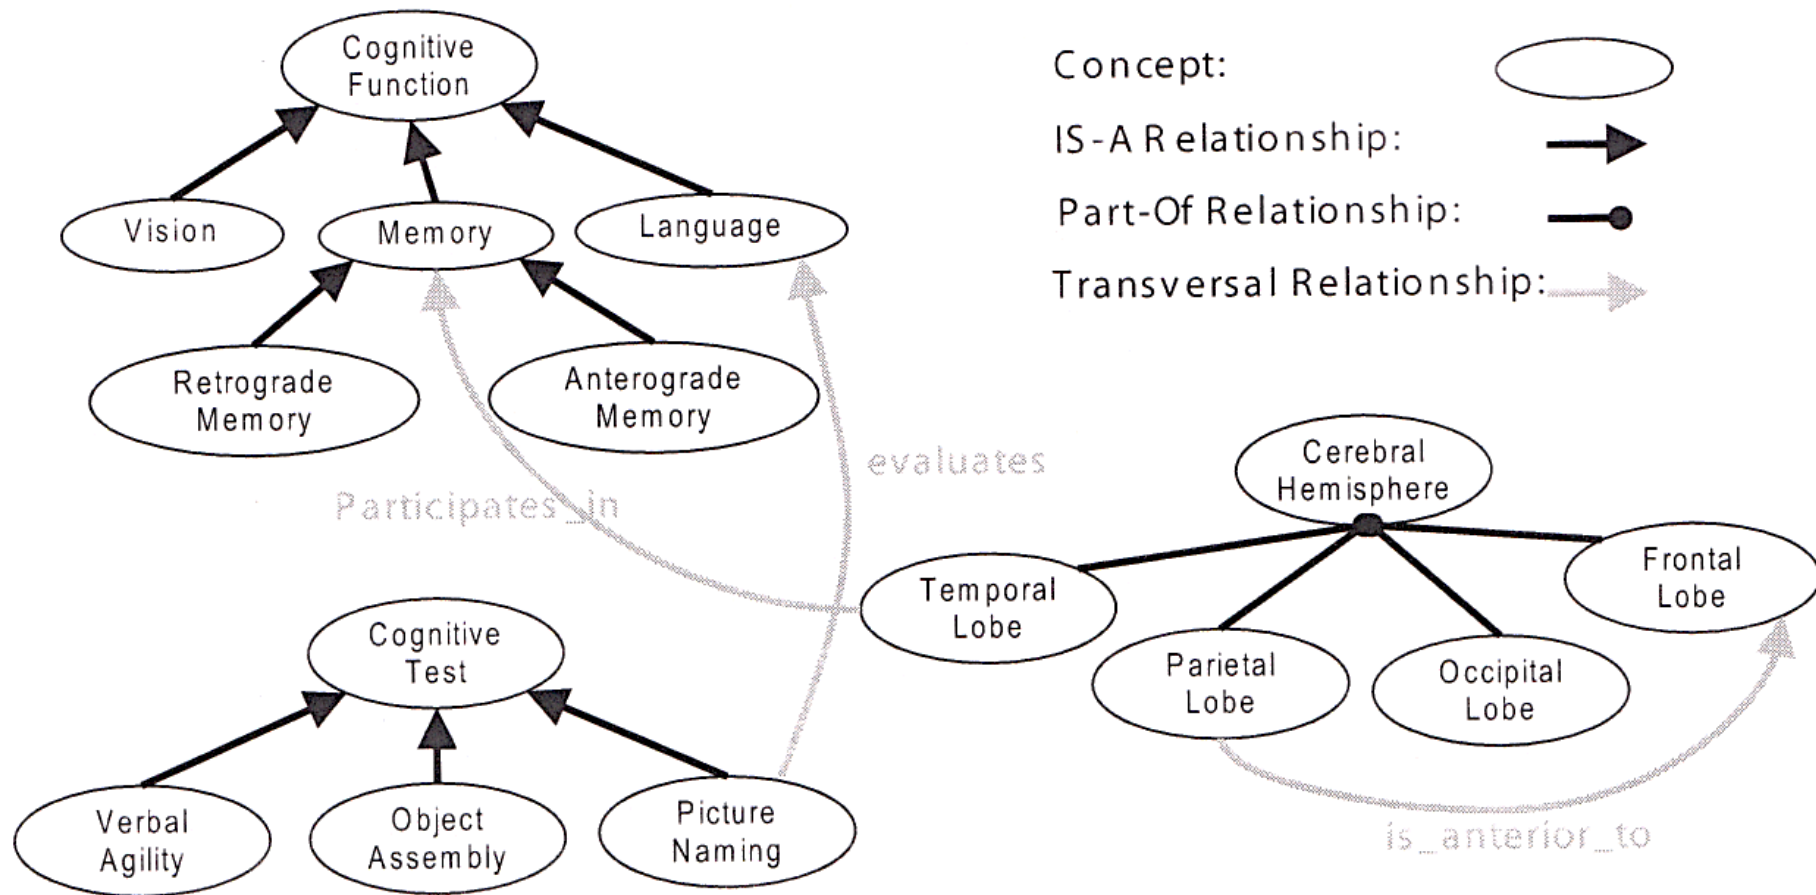 Cognitive
Function
Concept:
IS-A Relationship:
Part-Of Relationship:
Transversal Relationship:
Vision
Memory
Language
Retrograde
Memory
Anterograde
Memory
evaluates
Participates_in
Cerebral
Hemisphere
Temporal
Lobe
Parietal
Lobe
Occipital
Lobe
Frontal
Lobe
is_anterior_to
Cognitive
Test
Verbal
Agility
Object
Assembly
Picture
Naming